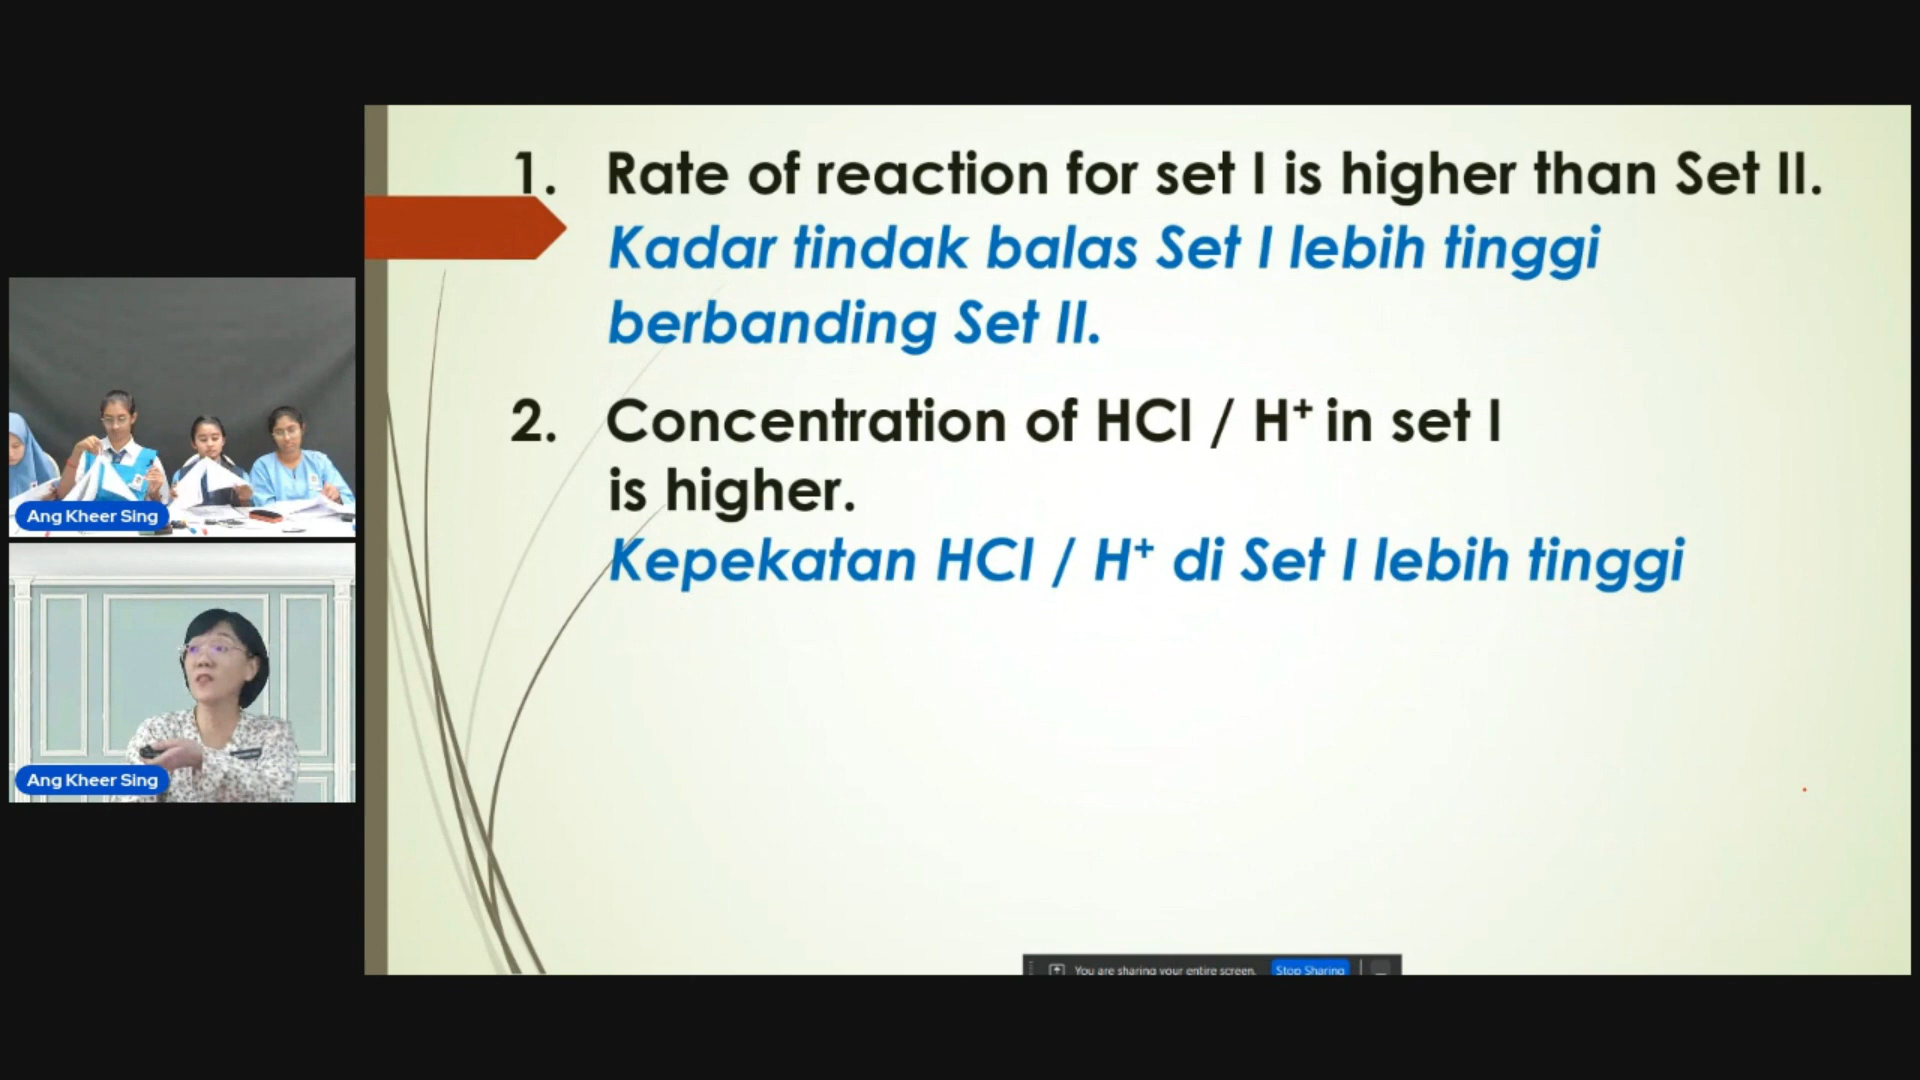 1. Rate of reaction for set I is higher than Set II.
Kadar tindak balas Set I lebih tinggi
berbanding Set II.
2. Concentration of HCl / H⁺ in set I
is higher.
Kepekatan HCl / H⁺ di Set I lebih tinggi
Ang Kheer Sing
Ang Kheer Sing
You are sharing your entire screen. Stop Sharing